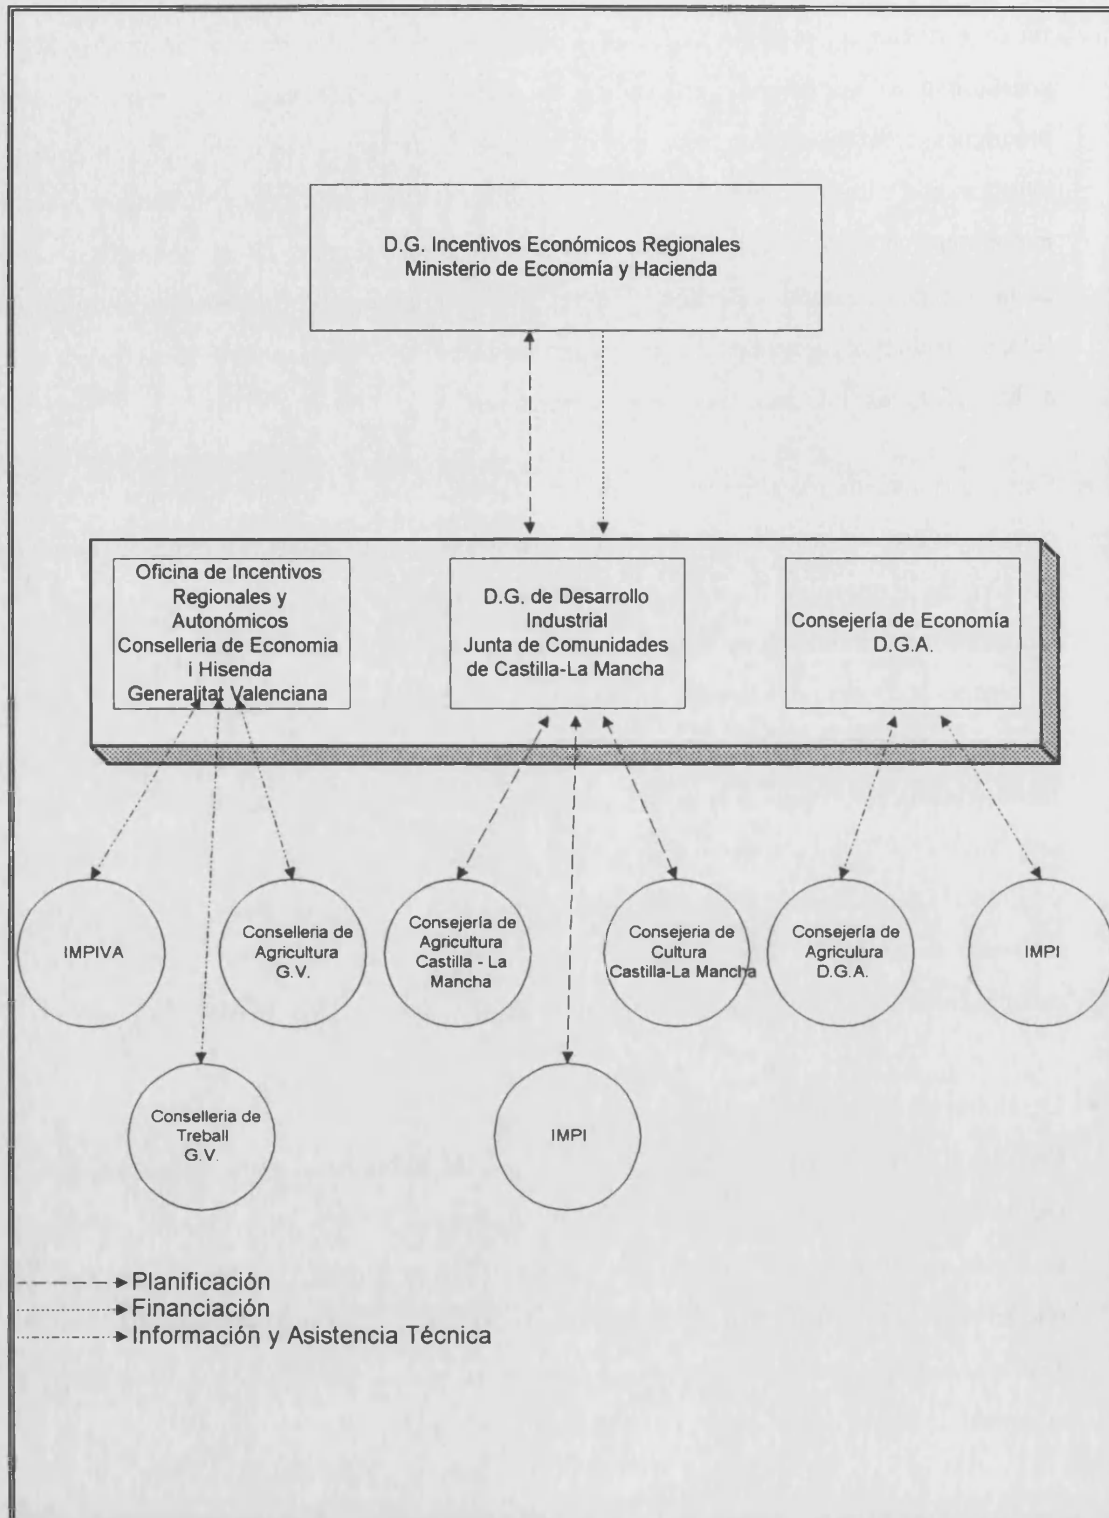 D.G. Incentivos Económicos Regionales
Ministerio de Economía y Hacienda
Oficina de Incentivos
Regionales y
Autonómicos
Conselleria de Economia
i Hisenda
Generalitat Valenciana
D.G. de Desarrollo
Industrial
Junta de Comunidades
de Castilla-La Mancha
Consejería de Economía
D.G.A.
IMPIVA
Conselleria de
Agricultura
G.V.
Consejería de
Agricultura
Castilla - La
Mancha
Consejeria de
Cultura
Castilla-La Mancha
Consejería de
Agriculura
D.G.A.
IMPI
Conselleria de
Treball
G.V.
IMPI
Planificación
Financiación
Información y Asistencia Técnica